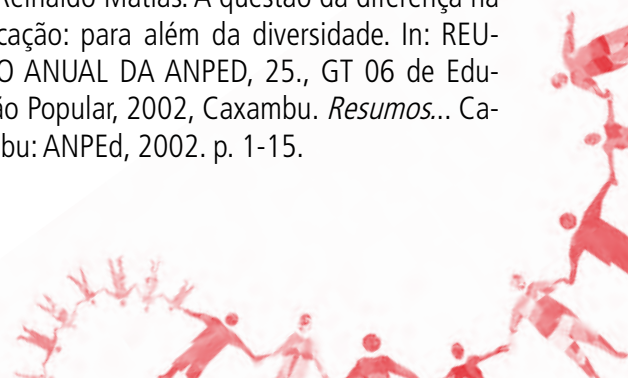 Reinaldo Matias. A questão da diferença na
cação: para além da diversidade. In: REU-
O ANUAL DA ANPED, 25., GT 06 de Edu-
ão Popular, 2002, Caxambu. Resumos... Ca-
bu: ANPEd, 2002. p. 1-15.